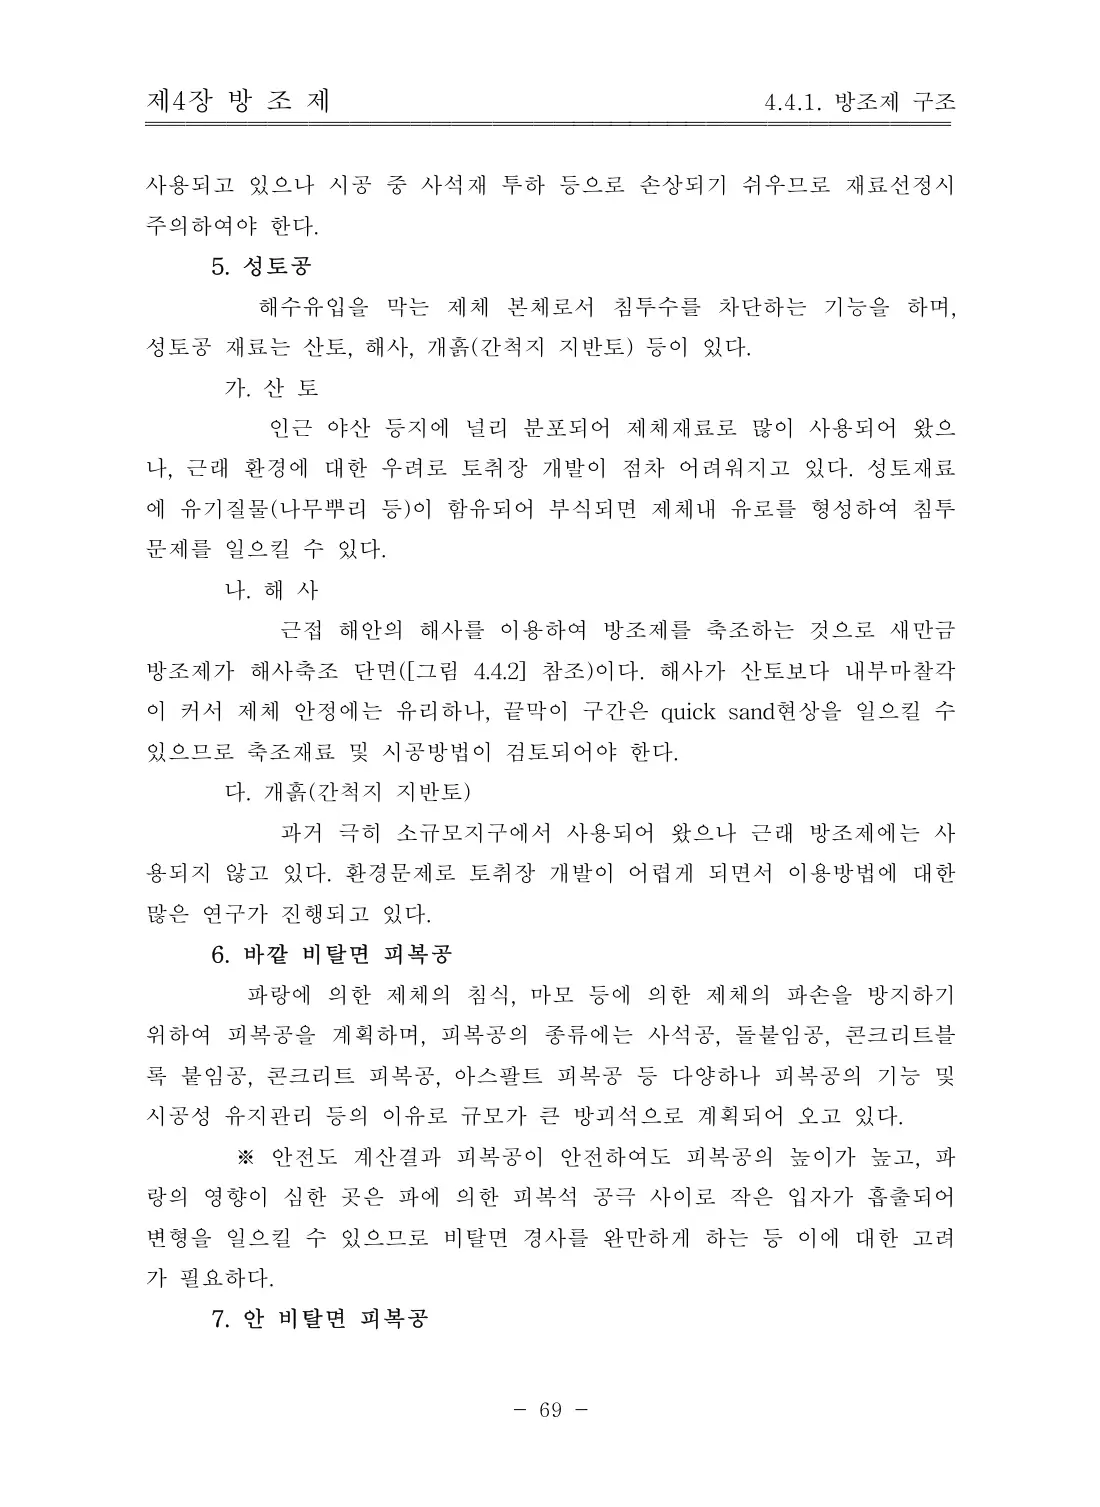 제4장 방 조 제
4.4.1. 방조제 구조
사용되고 있으나 시공 중 사석재 투하 등으로 손상되기 쉬우므로 재료선정시
주의하여야 한다.
5. 성토공
해수유입을 막는 제체 본체로서 침투수를 차단하는 기능을 하며,
성토공 재료는 산토, 해사, 개흙(간척지 지반토) 등이 있다.
가. 산 토
인근 야산 등지에 널리 분포되어 제체재료로 많이 사용되어 왔으
나, 근래 환경에 대한 우려로 토취장 개발이 점차 어려워지고 있다. 성토재료
에 유기질물(나무뿌리 등)이 함유되어 부식되면 제체내 유로를 형성하여 침투
문제를 일으킬 수 있다.
나. 해 사
근접 해안의 해사를 이용하여 방조제를 축조하는 것으로 새만금
방조제가 해사축조 단면([그림 4.4.2] 참조)이다. 해사가 산토보다 내부마찰각
이 커서 제체 안정에는 유리하나, 끝막이 구간은 quick sand현상을 일으킬 수
있으므로 축조재료 및 시공방법이 검토되어야 한다.
다. 개흙(간척지 지반토)
과거 극히 소규모지구에서 사용되어 왔으나 근래 방조제에는 사
용되지 않고 있다. 환경문제로 토취장 개발이 어렵게 되면서 이용방법에 대한
많은 연구가 진행되고 있다.
6. 바깥 비탈면 피복공
파랑에 의한 제체의 침식, 마모 등에 의한 제체의 파손을 방지하기
위하여 피복공을 계획하며, 피복공의 종류에는 사석공, 돌붙임공, 콘크리트블
록 붙임공, 콘크리트 피복공, 아스팔트 피복공 등 다양하나 피복공의 기능 및
시공성 유지관리 등의 이유로 규모가 큰 방괴석으로 계획되어 오고 있다.
※ 안전도 계산결과 피복공이 안전하여도 피복공의 높이가 높고, 파
랑의 영향이 심한 곳은 파에 의한 피복석 공극 사이로 작은 입자가 흡출되어
변형을 일으킬 수 있으므로 비탈면 경사를 완만하게 하는 등 이에 대한 고려
가 필요하다.
7. 안 비탈면 피복공
- 69 -